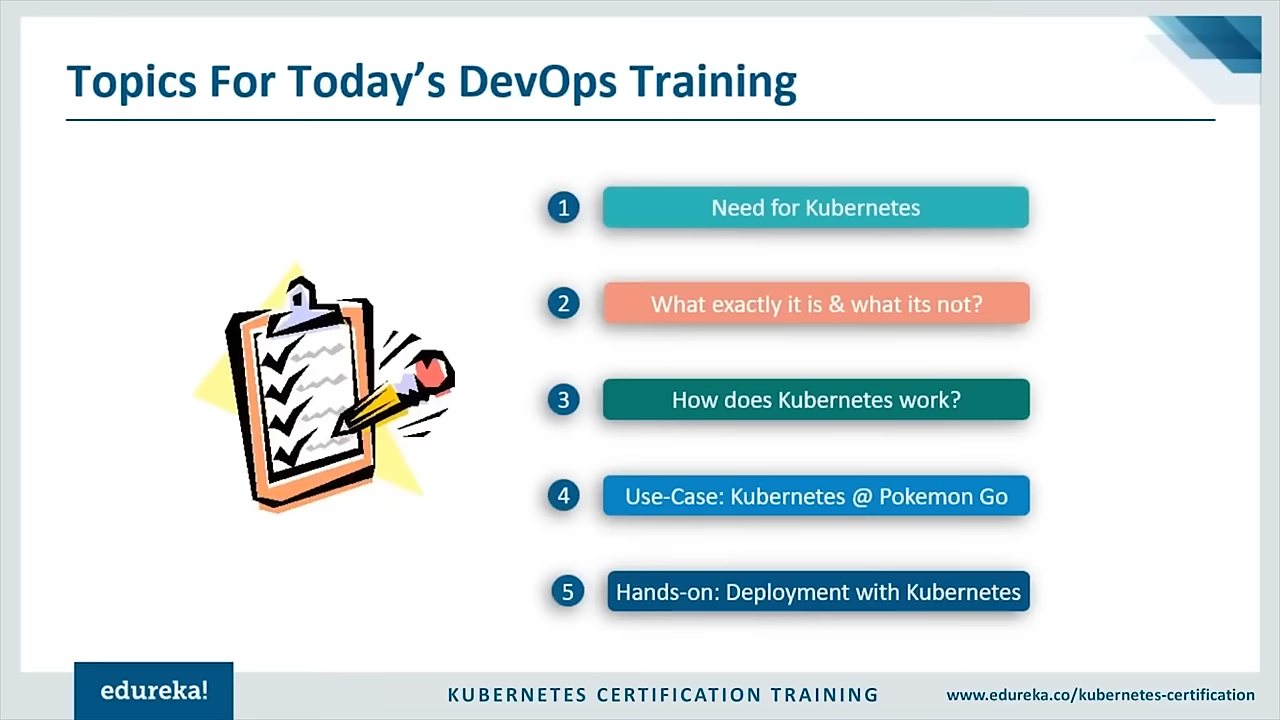 Topics For Today's DevOps Training
1 Need for Kubernetes
2 What exactly it is & what its not?
3 How does Kubernetes work?
4 Use-Case: Kubernetes @ Pokemon Go
5 Hands-on: Deployment with Kubernetes
edureka!
KUBERNETES CERTIFICATION TRAINING
www.edureka.co/kubernetes-certification